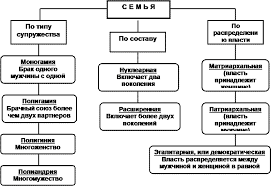 СЕМЬЯ
По типу
супружества
По составу
По
распределени
ю власти
Моногамия
Брак одного
мужчины с одной
Полигамия
Брачный союз более
чем двух партнеров
Полигиния
Многоженство
Полиандрия
Многомужество
Нуклеарная
Включает два
поколения
Расширенная
Включает более двух
поколений
Матриархальная
(власть
принадлежит
Патриархальная
(власть
принадлежит
Эгалитарная, или демократическая
Власть распределяется между
мужчиной и женщиной в равной